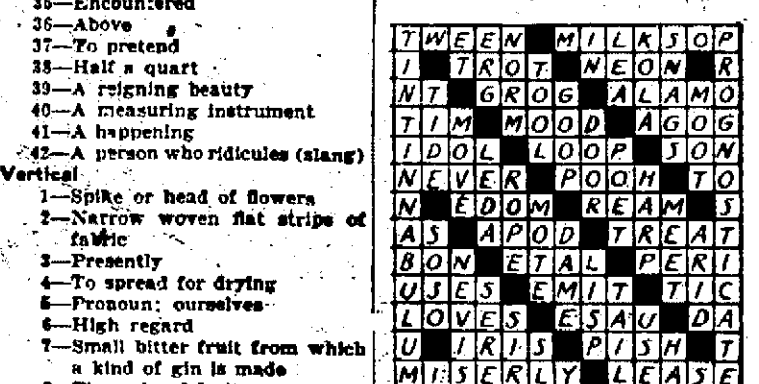 35—Encountered
36—Above
37—To pretend
38—Half a quart
39—A reigning beauty
40—A measuring instrument
41—A happening
42—A person who ridicules (slang)
Vertical
1—Spike or head of flowers
2—Narrow woven flat strips of
fabric
3—Presently
4—To spread for drying
5—Pronoun; ourselves
6—High regard
7—Small bitter fruit from which
a kind of gin is made
TWEEN MILKSOP
I TROT NEON R
NT GROG ALAMO
TIM MOOD AGOG
IDOL LOOP SON
NEVER POOH TO
N EDOM REAM S
AS APOD TREAT
BON ETAL PERI
USES EMIT TIC
LOVES ESAU DA
U IRIS PISH T
MISERLY LEASE